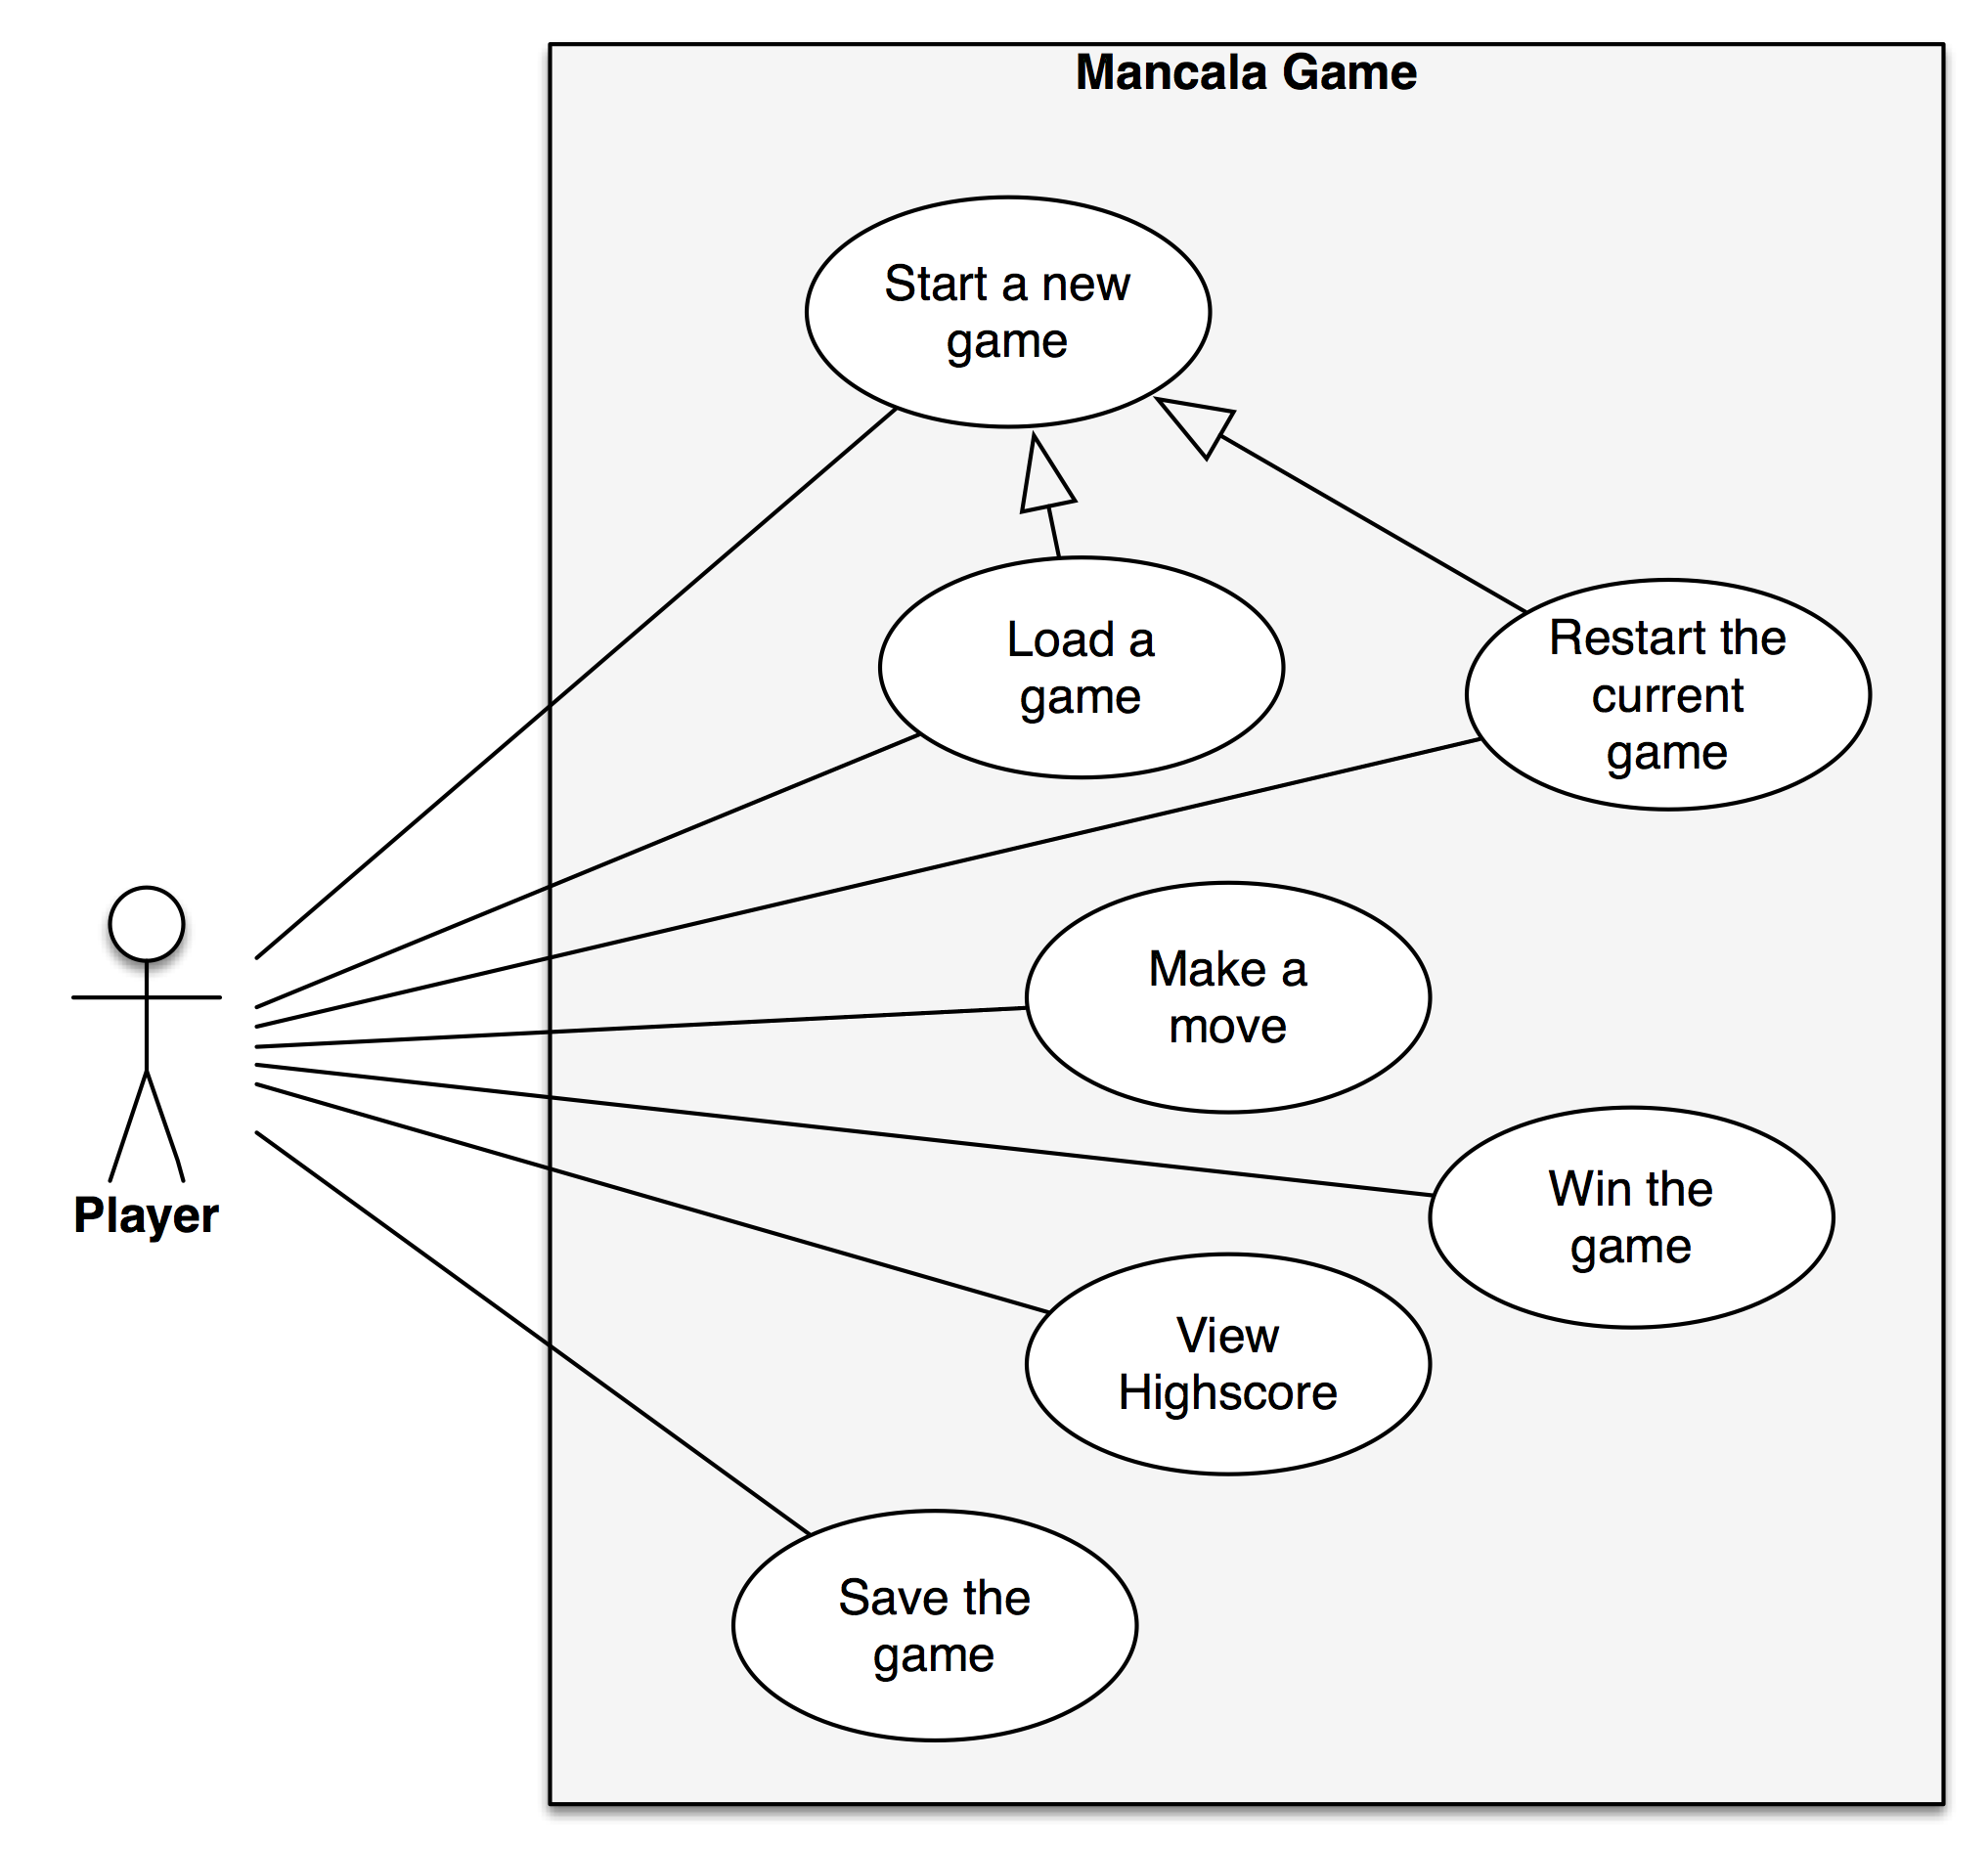 Mancala Game
Start a new
game
Load a
game
Restart the
current
game
Make a
move
Player
Win the
game
View
Highscore
Save the
game